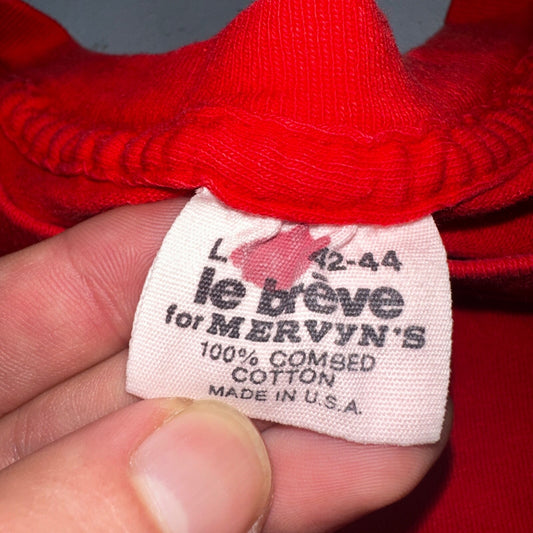 L 42-44
le brève
for MERVYN'S
100% COMBED
COTTON
MADE IN U.S.A.